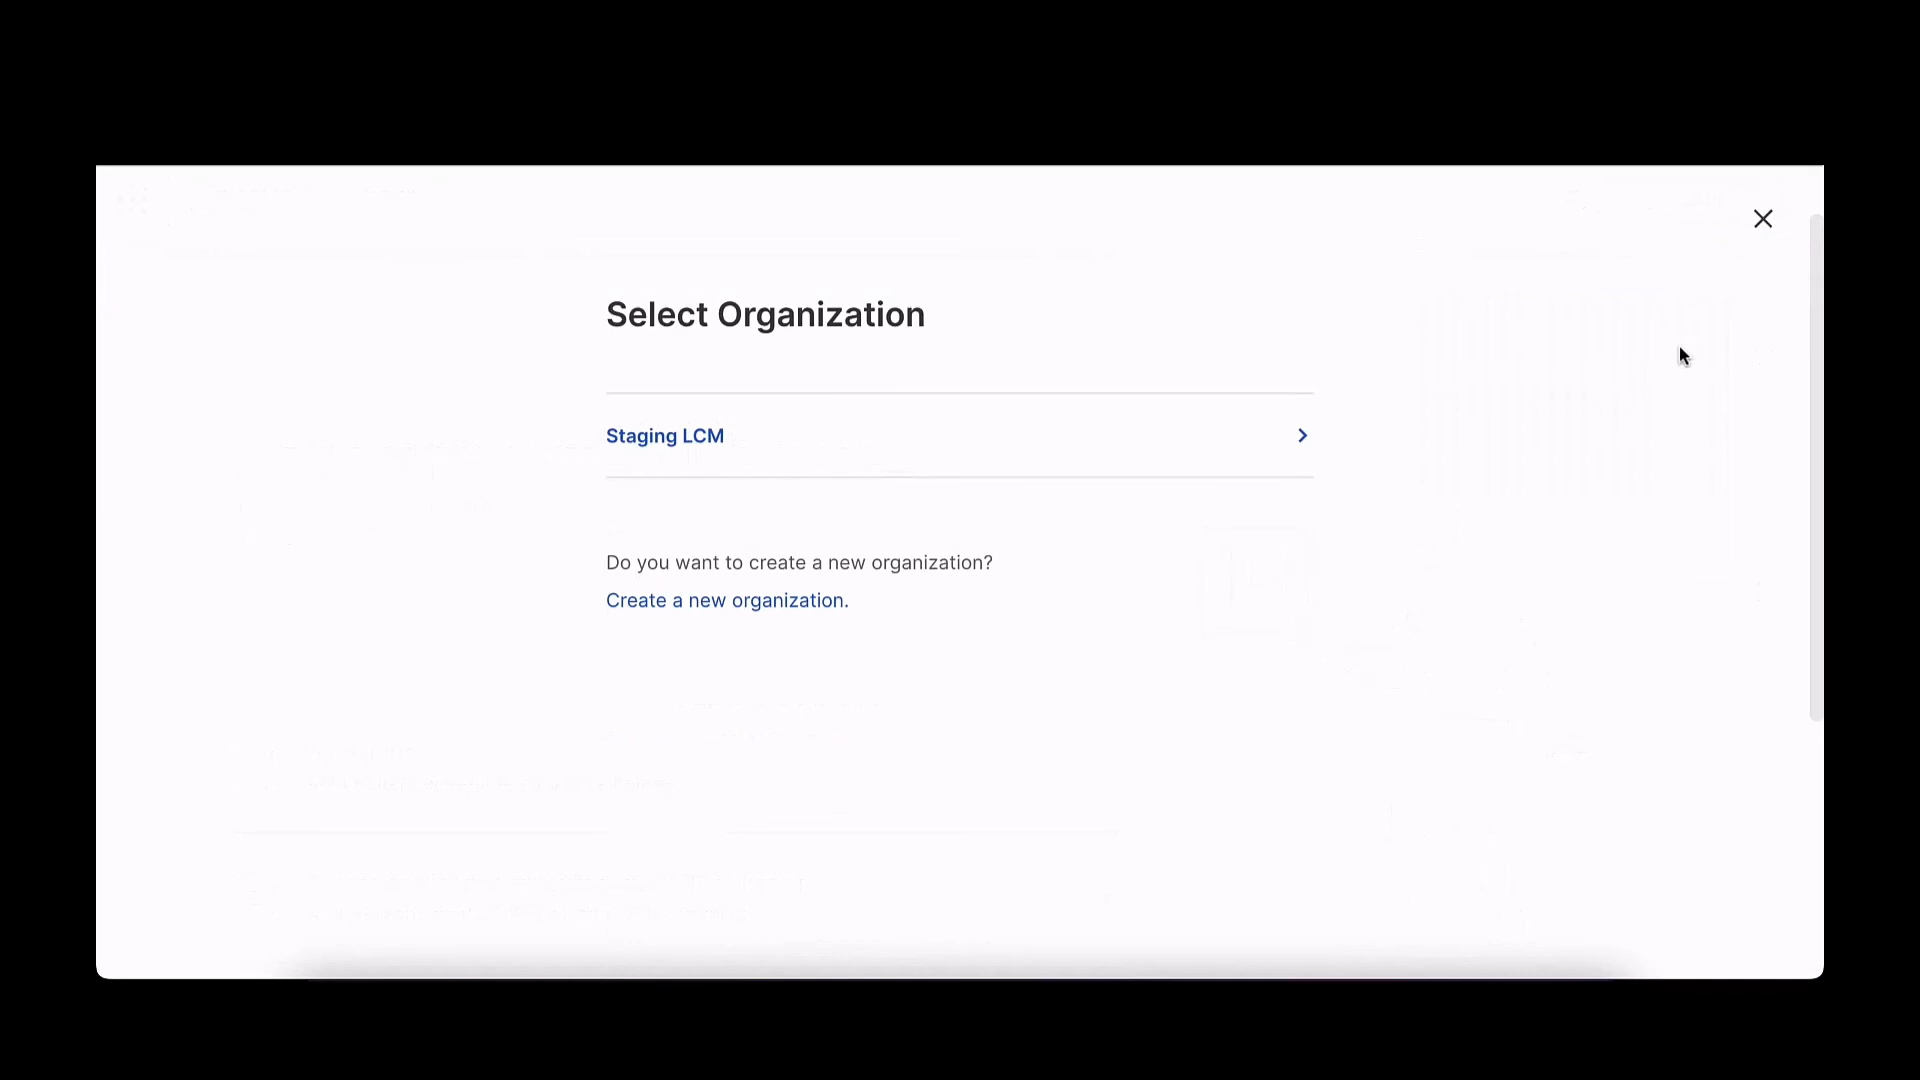 Select Organization
Staging LCM
Do you want to create a new organization?
Create a new organization.